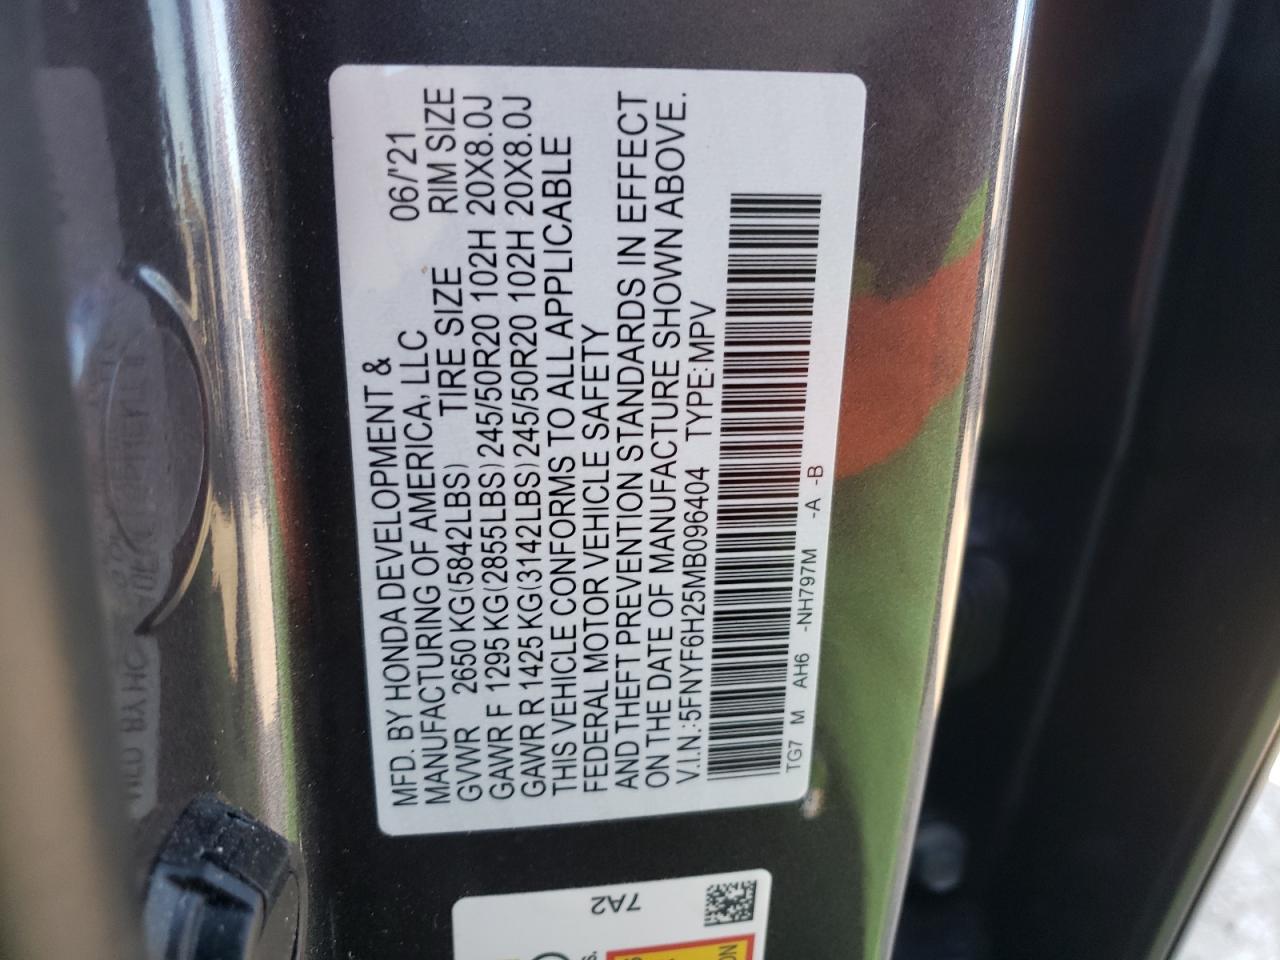 MFD. BY HONDA DEVELOPMENT &
MANUFACTURING OF AMERICA, LLC 06/'21
GVWR 2650 KG(5842LBS) TIRE SIZE RIM SIZE
GAWR F 1295 KG(2855LBS) 245/50R20 102H 20X8.0J
GAWR R 1425 KG(3142LBS) 245/50R20 102H 20X8.0J
THIS VEHICLE CONFORMS TO ALL APPLICABLE
FEDERAL MOTOR VEHICLE SAFETY
AND THEFT PREVENTION STANDARDS IN EFFECT
ON THE DATE OF MANUFACTURE SHOWN ABOVE.
V.I.N.:5FNYF6H25MB096404 TYPE:MPV
TG7 M AH6 -NH797M -A -B
7A2